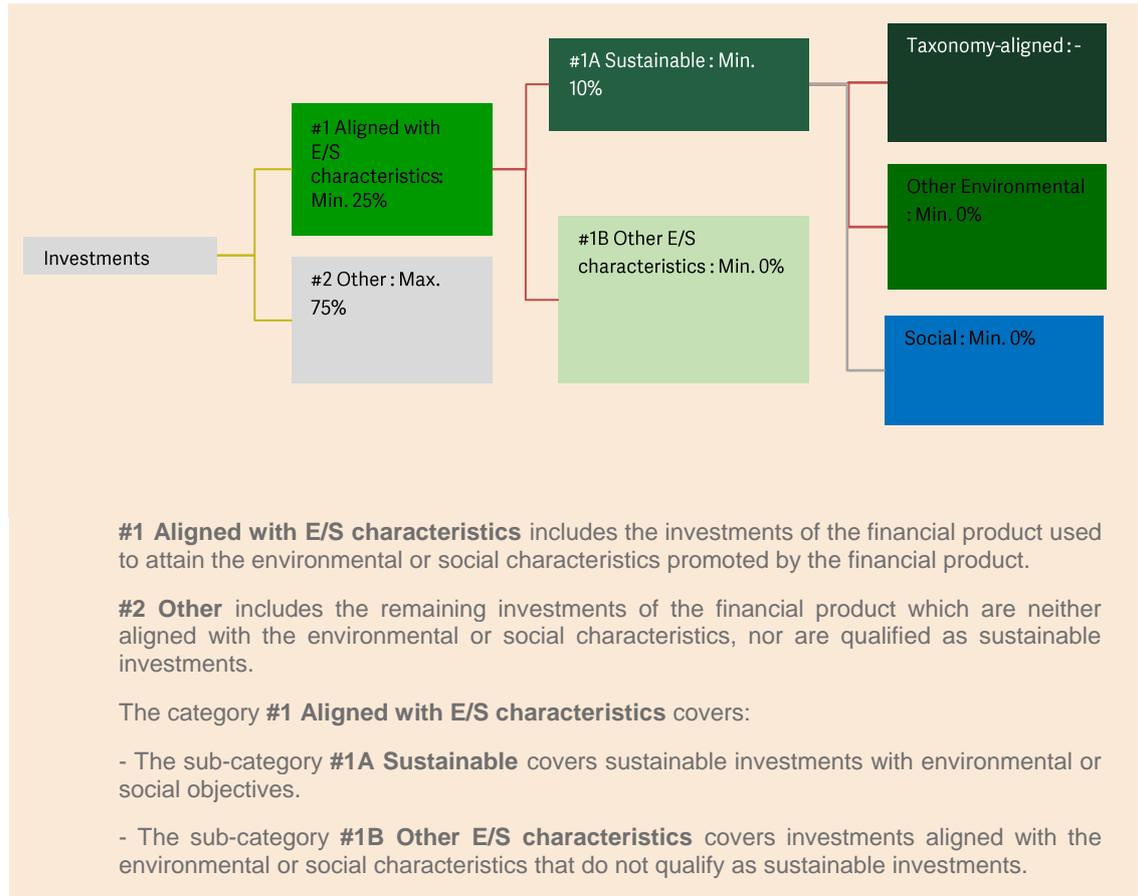 Investments
#1 Aligned with
E/S
characteristics:
Min. 25%
#2 Other : Max.
75%
#1A Sustainable : Min.
10%
#1B Other E/S
characteristics : Min. 0%
Taxonomy-aligned : -
Other Environmental
: Min. 0%
Social : Min. 0%
#1 Aligned with E/S characteristics includes the investments of the financial product used
to attain the environmental or social characteristics promoted by the financial product.
#2 Other includes the remaining investments of the financial product which are neither
aligned with the environmental or social characteristics, nor are qualified as sustainable
investments.
The category #1 Aligned with E/S characteristics covers:
- The sub-category #1A Sustainable covers sustainable investments with environmental or
social objectives.
- The sub-category #1B Other E/S characteristics covers investments aligned with the
environmental or social characteristics that do not qualify as sustainable investments.